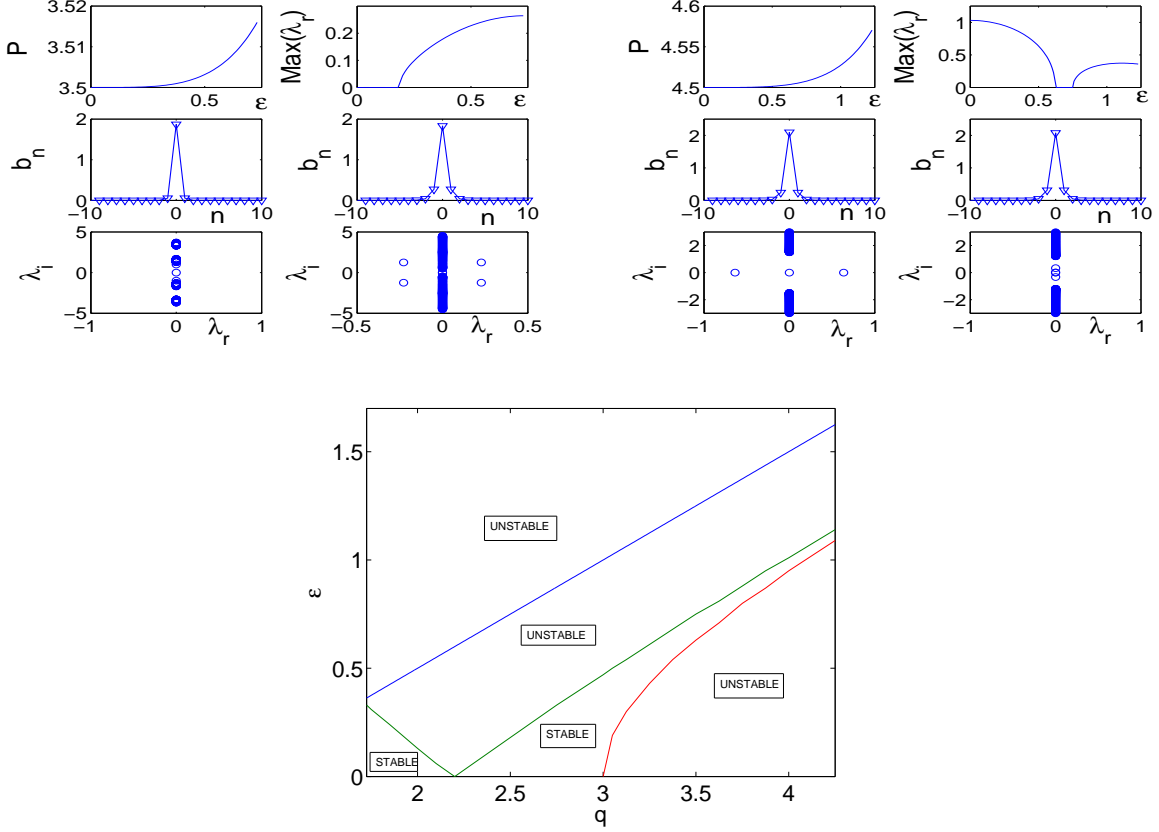 3.52
3.51
3.5
P
0
0.5
ε
0.2
0.1
0
Max(λr)
0
0.5
ε
4.6
4.55
4.5
P
0
0.5
1
ε
1
0.5
0
Max(λr)
0
0.5
1
ε
2
1
0
bn
−10
0
10
n
2
1
0
bn
−10
0
10
n
2
1
0
bn
−10
0
10
n
2
1
0
bn
−10
0
10
n
5
0
−5
λi
−1
0
1
λr
5
0
−5
λi
−0.5
0
0.5
λr
2
0
−2
λi
−1
0
1
λr
2
0
−2
λi
−1
0
1
λr
1.5
1
0.5
0
ε
UNSTABLE
UNSTABLE
UNSTABLE
STABLE
STABLE
2
2.5
3
3.5
4
q